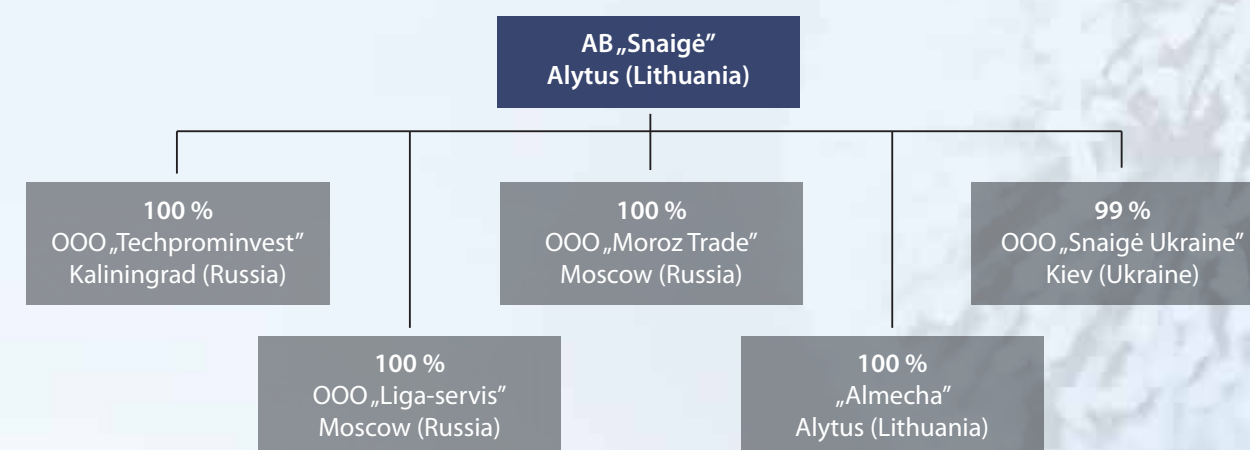 AB „Snaigė”
Alytus (Lithuania)
100 %
OOO „Techprominvest”
Kaliningrad (Russia)
100 %
OOO „Moroz Trade”
Moscow (Russia)
99 %
OOO „Snaigė Ukraine”
Kiev (Ukraine)
100 %
OOO „Liga-servis”
Moscow (Russia)
100 %
„Almecha”
Alytus (Lithuania)